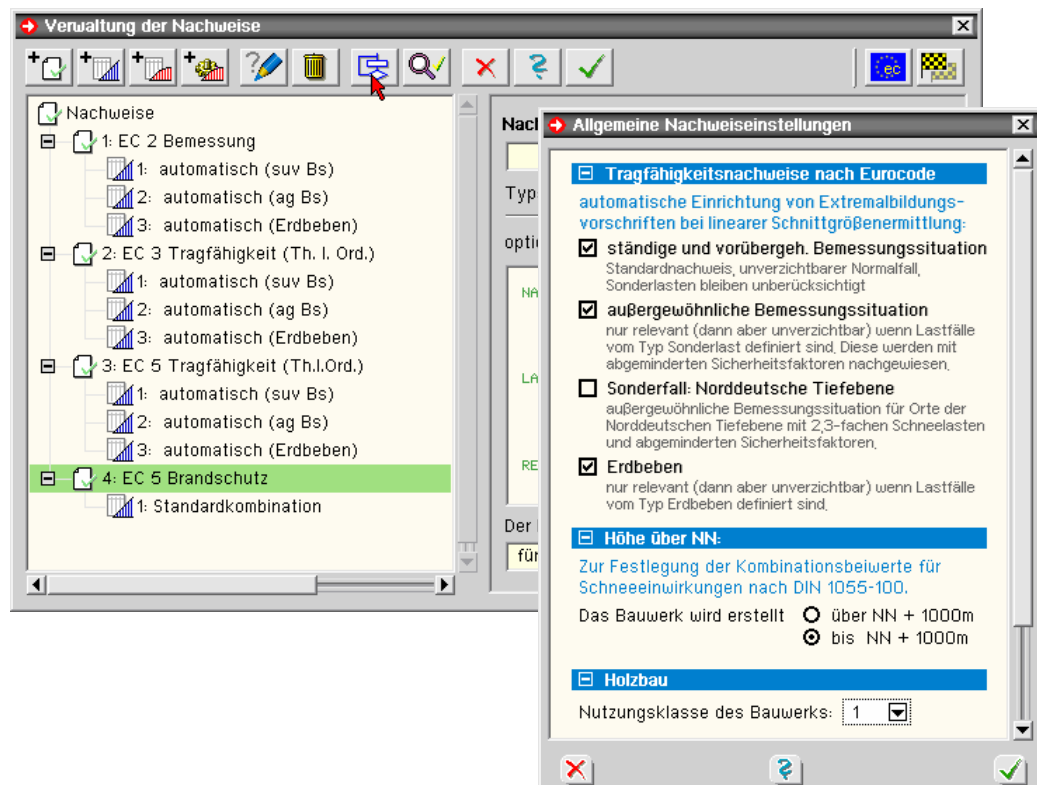 Verwaltung der Nachweise
ec
Nachweise
1: EC 2 Bemessung
1: automatisch (suv Bs)
2: automatisch (ag Bs)
3: automatisch (Erdbeben)
2: EC 3 Tragfähigkeit (Th. I. Ord.)
1: automatisch (suv Bs)
2: automatisch (ag Bs)
3: automatisch (Erdbeben)
3: EC 5 Tragfähigkeit (Th.I.Ord.)
1: automatisch (suv Bs)
2: automatisch (ag Bs)
3: automatisch (Erdbeben)
4: EC 5 Brandschutz
1: Standardkombination
Nacl
Typ
opti
NA
LA
RE
Der
für
Allgemeine Nachweiseinstellungen
Tragfähigkeitsnachweise nach Eurocode
automatische Einrichtung von Extremalbildungs-
vorschriften bei linearer Schnittgrößenermittlung:
ständige und vorübergeh. Bemessungssituation
Standardnachweis, unverzichtbarer Normalfall,
Sonderlasten bleiben unberücksichtigt
außergewöhnliche Bemessungssituation
nur relevant (dann aber unverzichtbar) wenn Lastfälle
vom Typ Sonderlast definiert sind. Diese werden mit
abgeminderten Sicherheitsfaktoren nachgewiesen.
Sonderfall: Norddeutsche Tiefebene
außergewöhnliche Bemessungssituation für Orte der
Norddeutschen Tiefebene mit 2,3-fachen Schneelasten
und abgeminderten Sicherheitsfaktoren.
Erdbeben
nur relevant (dann aber unverzichtbar) wenn Lastfälle
vom Typ Erdbeben definiert sind.
Höhe über NN:
Zur Festlegung der Kombinationsbeiwerte für
Schneeeinwirkungen nach DIN 1055-100.
Das Bauwerk wird erstellt über NN + 1000m
bis NN + 1000m
Holzbau
Nutzungsklasse des Bauwerks: 1